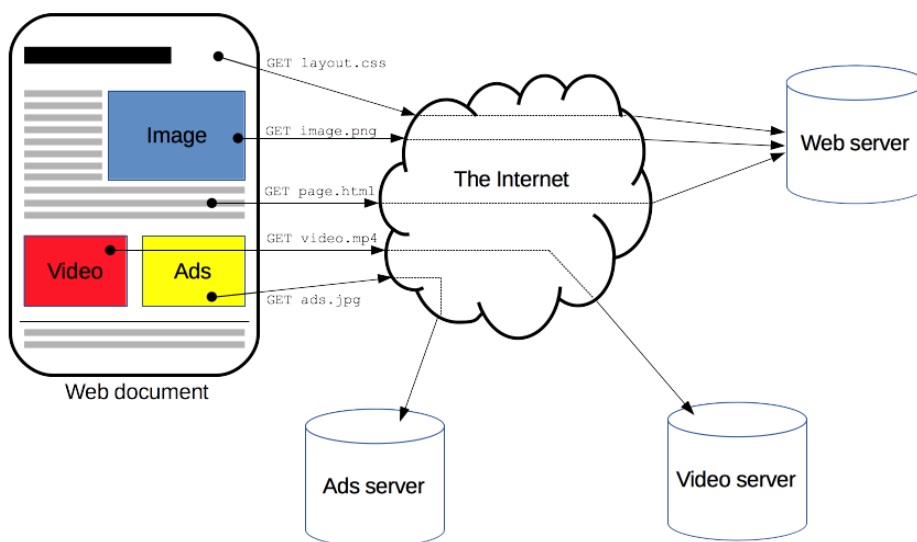 GET layout.css
Image
GET image.png
Web server
The Internet
GET page.html
GET video.mp4
Video
Ads
GET ads.jpg
Web document
Ads server
Video server